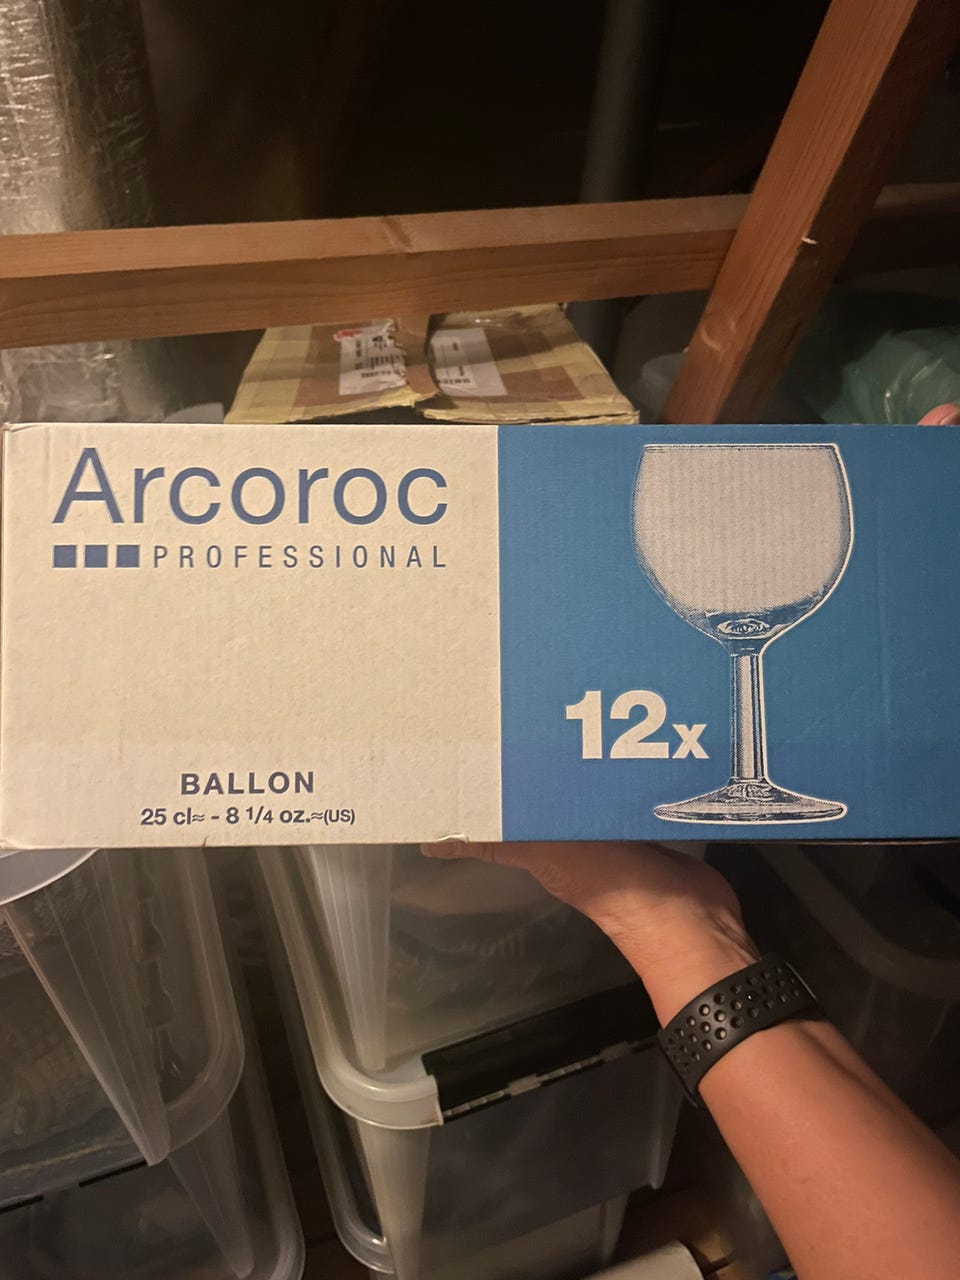 Arcoroc
PROFESSIONAL
12x
BALLON
25 cl≈ - 8 1/4 oz.≈(US)